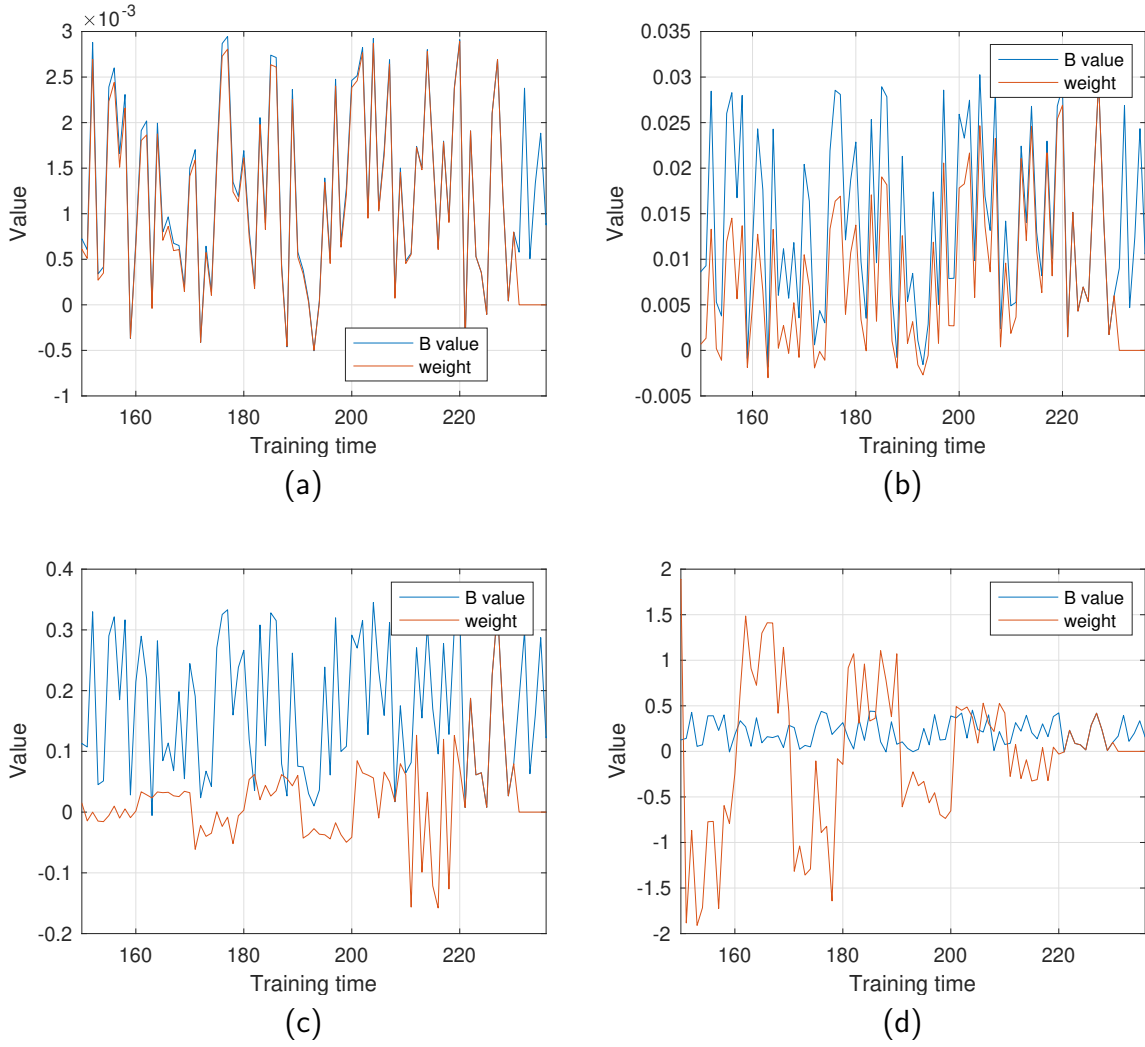 ×10⁻³
3
2.5
2
1.5
1
0.5
0
-0.5
-1
Value
B value
weight
160 180 200 220
Training time
(a)
0.035
0.03
0.025
0.02
0.015
0.01
0.005
0
-0.005
Value
B value
weight
160 180 200 220
Training time
(b)
0.4
0.3
0.2
0.1
0
-0.1
-0.2
Value
B value
weight
160 180 200 220
Training time
(c)
2
1.5
1
0.5
0
-0.5
-1
-1.5
-2
Value
B value
weight
160 180 200 220
Training time
(d)